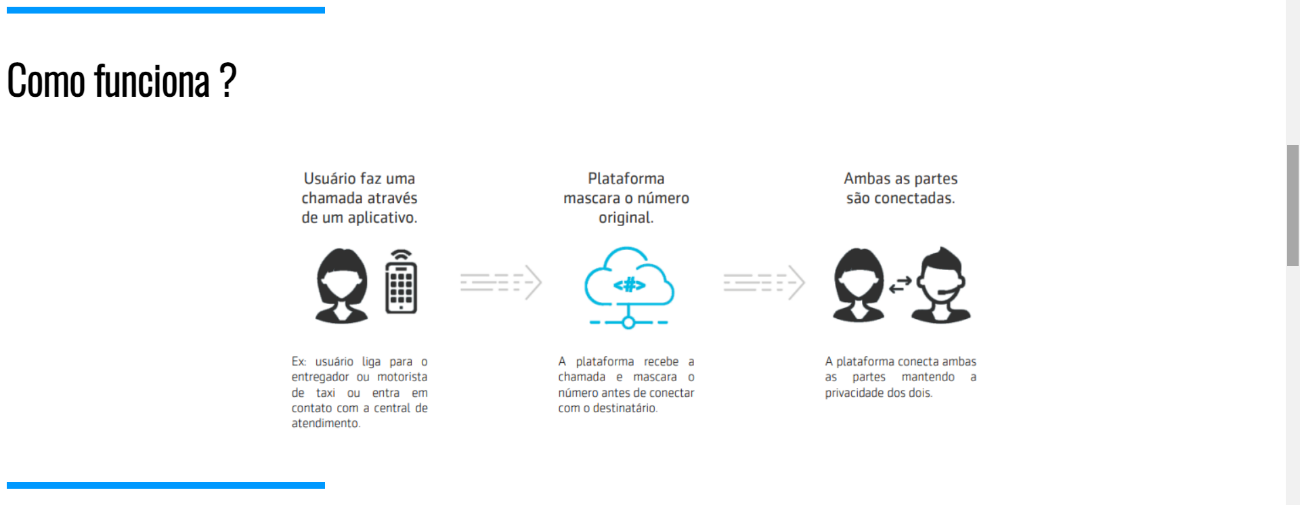 Como funciona ?
Usuário faz uma
chamada através
de um aplicativo.
Plataforma
mascara o número
original.
Ambas as partes
são conectadas.
<#>
Ex: usuário liga para o
entregador ou motorista
de taxi ou entra em
contato com a central de
atendimento.
A plataforma recebe a
chamada e mascara o
número antes de conectar
com o destinatário.
A plataforma conecta ambas
as partes mantendo a
privacidade dos dois.